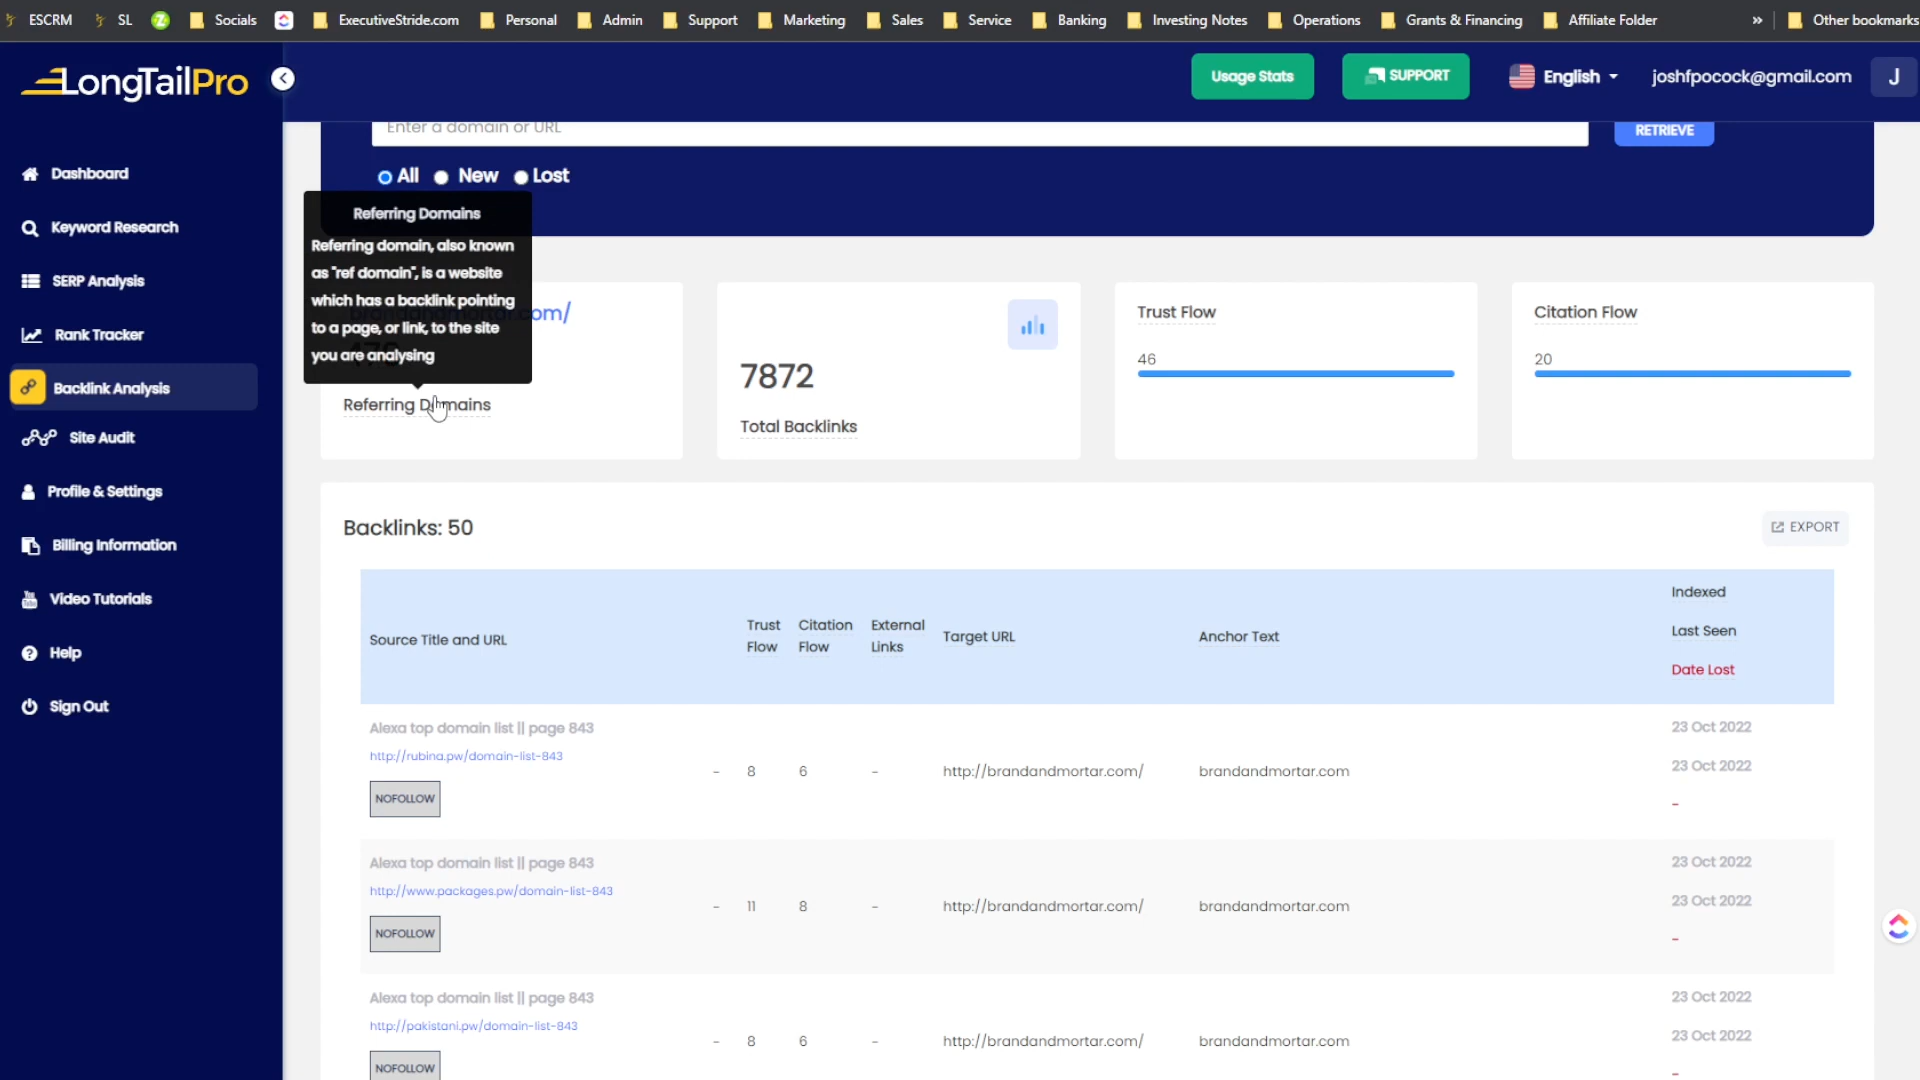 ESCRM
SL
Socials
ExecutiveStride.com
Personal
Admin
Support
Marketing
Sales
Service
Banking
Investing Notes
Operations
Grants & Financing
Affiliate Folder
»
Other bookmarks
LongTailPro
Usage Stats
SUPPORT
English
joshfpocock@gmail.com
J
Dashboard
Keyword Research
SERP Analysis
Rank Tracker
Backlink Analysis
Site Audit
Profile & Settings
Billing Information
Video Tutorials
Help
Sign Out
Enter a domain or URL
RETRIEVE
All
New
Lost
Referring Domains
Referring domain, also known
as "ref domain", is a website
which has a backlink pointing
to a page, or link, to the site
you are analysing
brandandmortar.com/
Referring Domains
7872
Total Backlinks
Trust Flow
46
Citation Flow
20
Backlinks: 50
EXPORT
Source Title and URL
Trust Flow
Citation Flow
External Links
Target URL
Anchor Text
Indexed
Last Seen
Date Lost
Alexa top domain list || page 843
http://rubina.pw/domain-list-843
NOFOLLOW
- 8 6 - http://brandandmortar.com/ brandandmortar.com
23 Oct 2022
23 Oct 2022
-
Alexa top domain list || page 843
http://www.packages.pw/domain-list-843
NOFOLLOW
- 11 8 - http://brandandmortar.com/ brandandmortar.com
23 Oct 2022
23 Oct 2022
-
Alexa top domain list || page 843
http://pakistani.pw/domain-list-843
NOFOLLOW
- 8 6 - http://brandandmortar.com/ brandandmortar.com
23 Oct 2022
23 Oct 2022
-